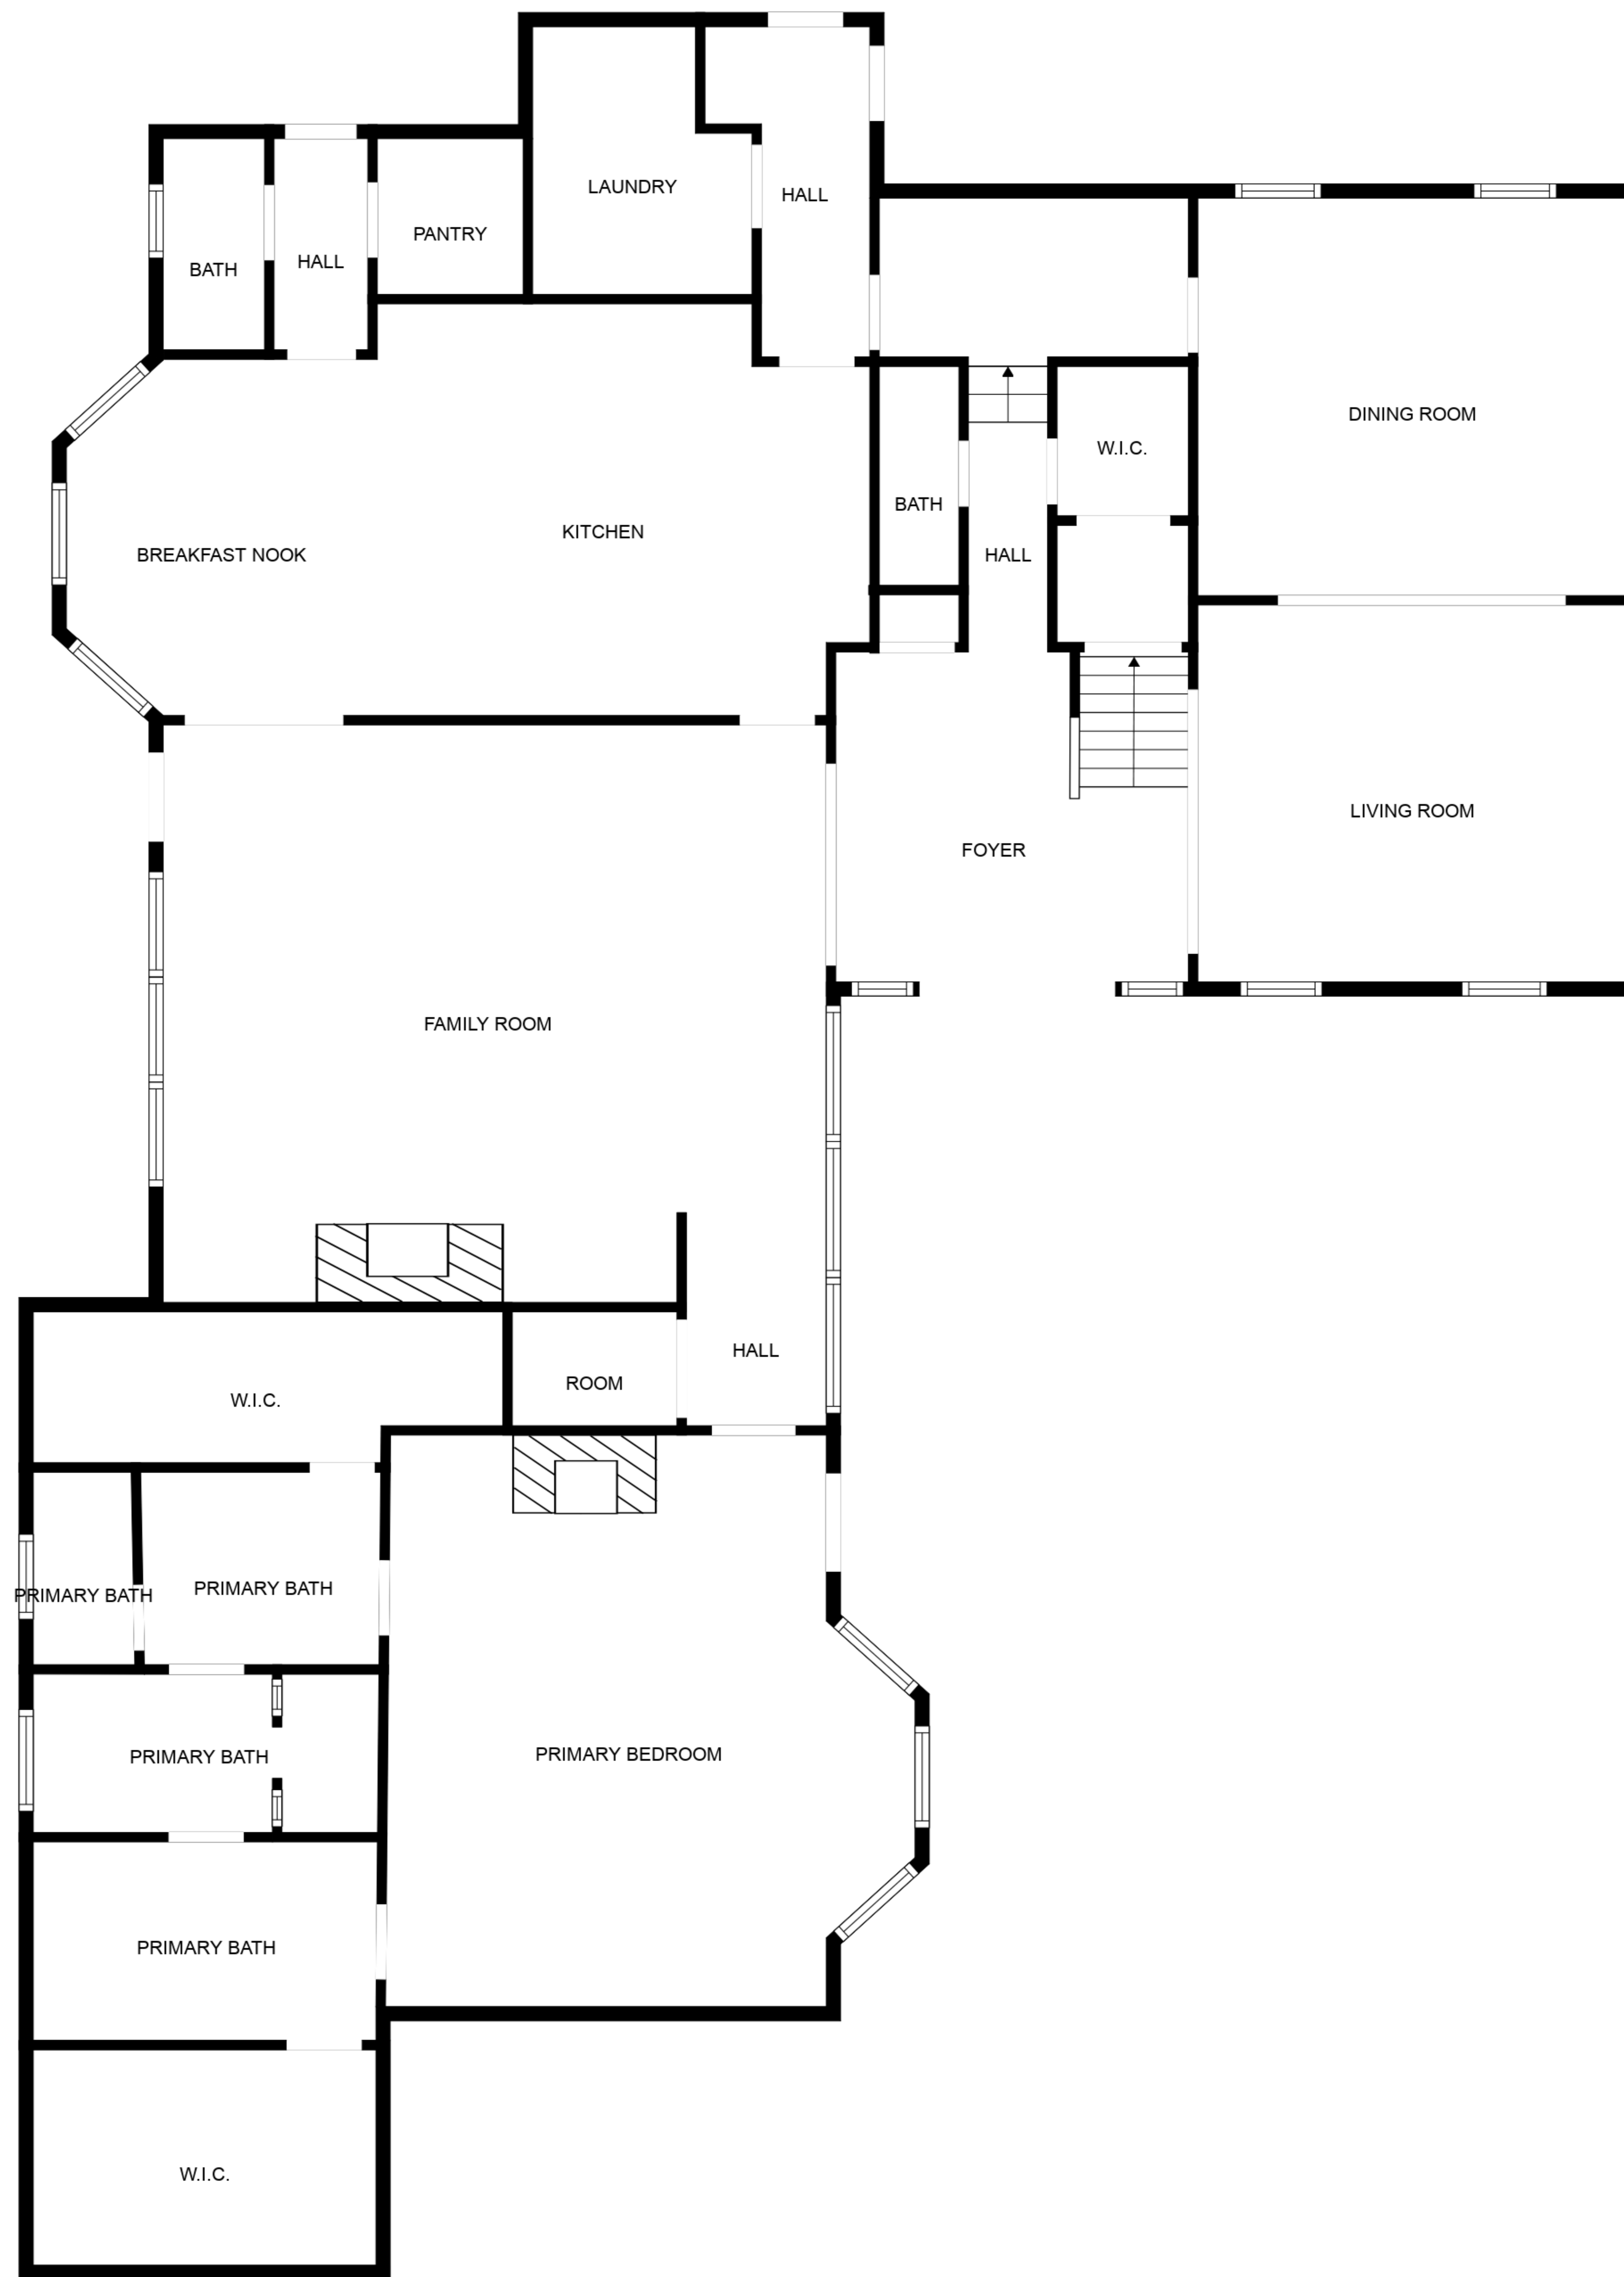 LAUNDRY
HALL
PANTRY
HALL
BATH
DINING ROOM
W.I.C.
BATH
KITCHEN
BREAKFAST NOOK
HALL
LIVING ROOM
FOYER
FAMILY ROOM
HALL
ROOM
W.I.C.
PRIMARY BATH
PRIMARY BATH
PRIMARY BEDROOM
PRIMARY BATH
PRIMARY BATH
W.I.C.